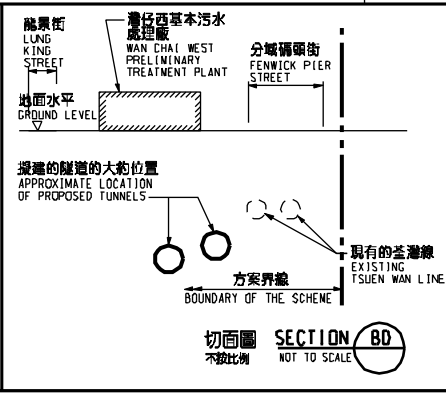 龍景街
LUNG
KING
STREET
灣仔西基本污水
處理廠
WAN CHAI WEST
PRELIMINARY
TREATMENT PLANT
分域碼頭街
FENWICK PIER
STREET
地面水平
GROUND LEVEL
擬建的隧道的大約位置
APPROXIMATE LOCATION
OF PROPOSED TUNNELS
現有的荃灣線
EXISTING
TSUEN WAN LINE
方案界線
BOUNDARY OF THE SCHEME
切面圖 SECTION BD
不按比例 NOT TO SCALE